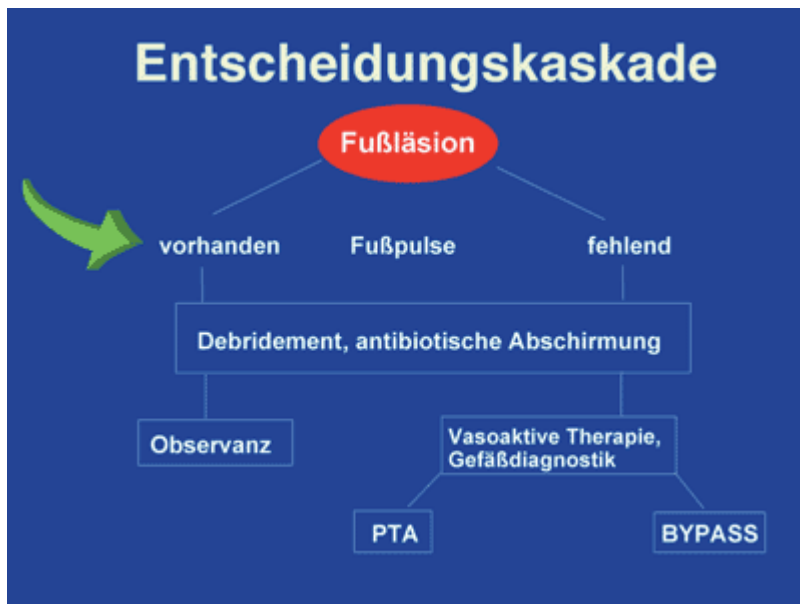 Entscheidungskaskade
Fußläsion
vorhanden
Fußpulse
fehlend
Debridement, antibiotische Abschirmung
Observanz
Vasoaktive Therapie,
Gefäßdiagnostik
PTA
BYPASS